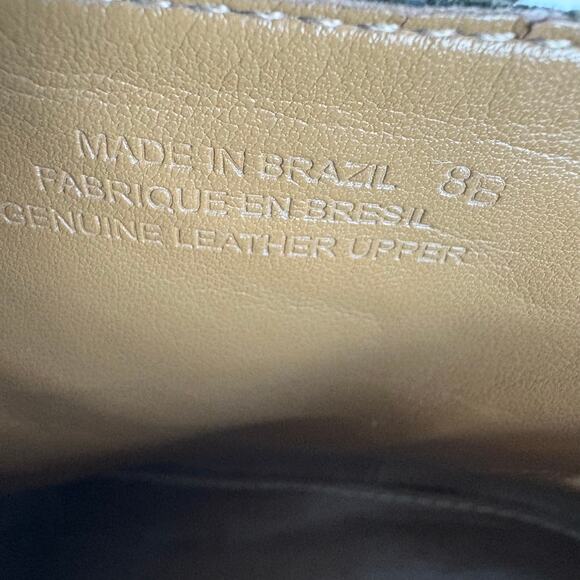 MADE IN BRAZIL 8B
FABRIQUE EN BRESIL
GENUINE LEATHER UPPER